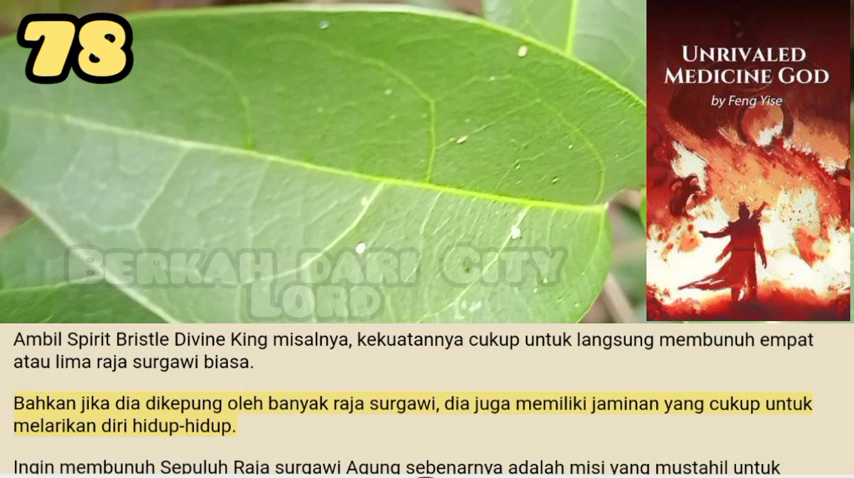 78
UNRIVALED
MEDICINE GOD
by Feng Yise
BERKAH DARI CITY
LORD
Ambil Spirit Bristle Divine King misalnya, kekuatannya cukup untuk langsung membunuh empat
atau lima raja surgawi biasa.
Bahkan jika dia dikepung oleh banyak raja surgawi, dia juga memiliki jaminan yang cukup untuk
melarikan diri hidup-hidup.
Ingin membunuh Sepuluh Raja surgawi Agung sebenarnya adalah misi yang mustahil untuk